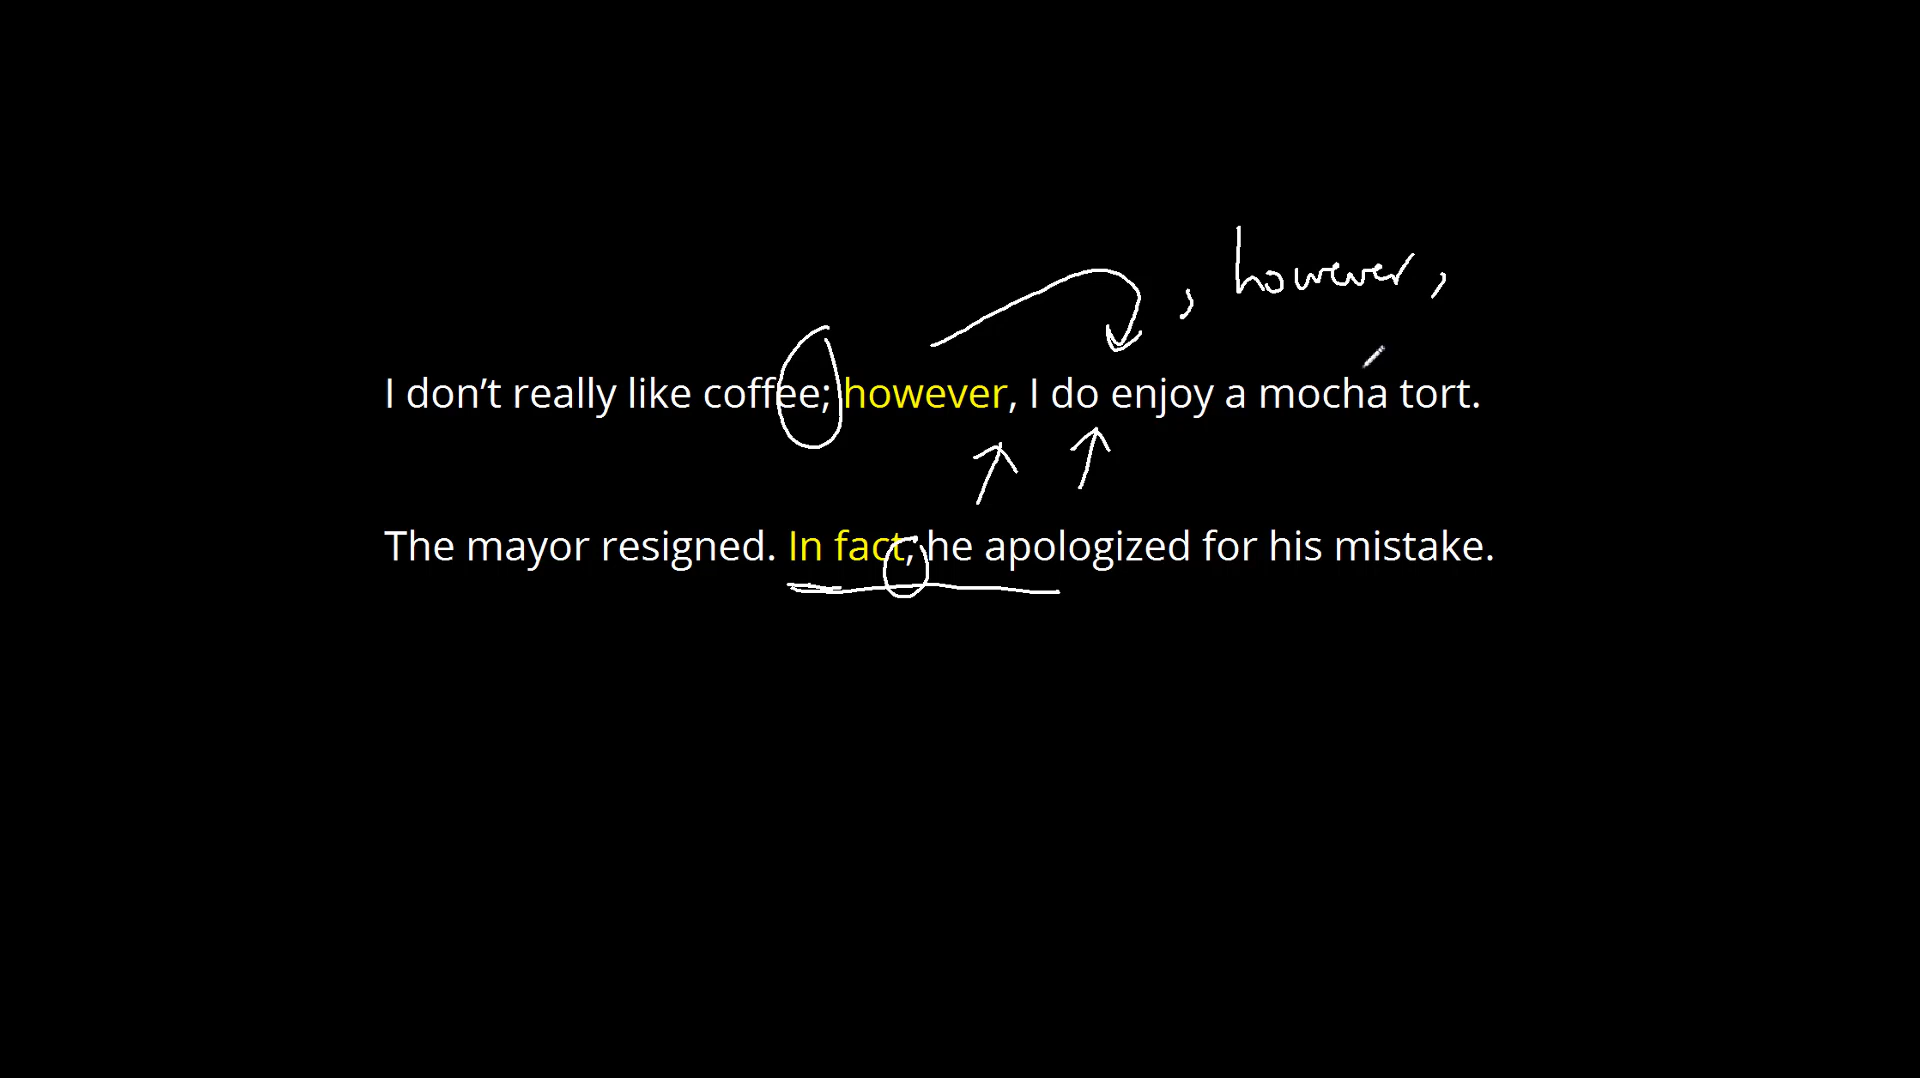 , however,
I don’t really like coffee; however, I do enjoy a mocha tort.
The mayor resigned. In fact, he apologized for his mistake.